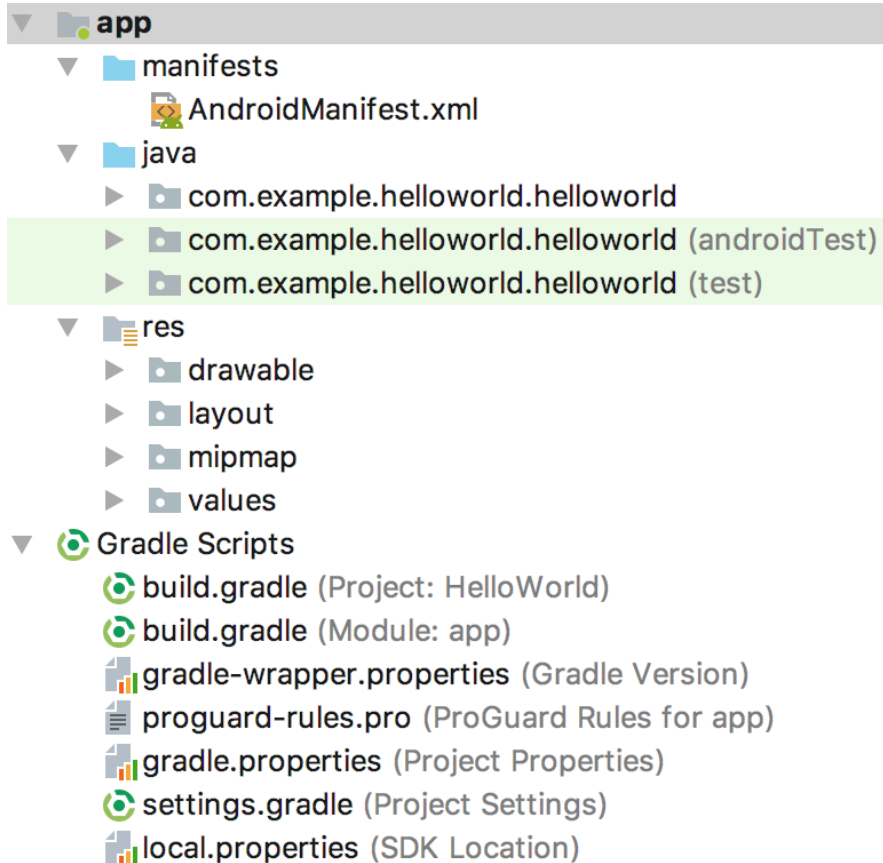 app
manifests
AndroidManifest.xml
java
com.example.helloworld.helloworld
com.example.helloworld.helloworld (androidTest)
com.example.helloworld.helloworld (test)
res
drawable
layout
mipmap
values
Gradle Scripts
build.gradle (Project: HelloWorld)
build.gradle (Module: app)
gradle-wrapper.properties (Gradle Version)
proguard-rules.pro (ProGuard Rules for app)
gradle.properties (Project Properties)
settings.gradle (Project Settings)
local.properties (SDK Location)